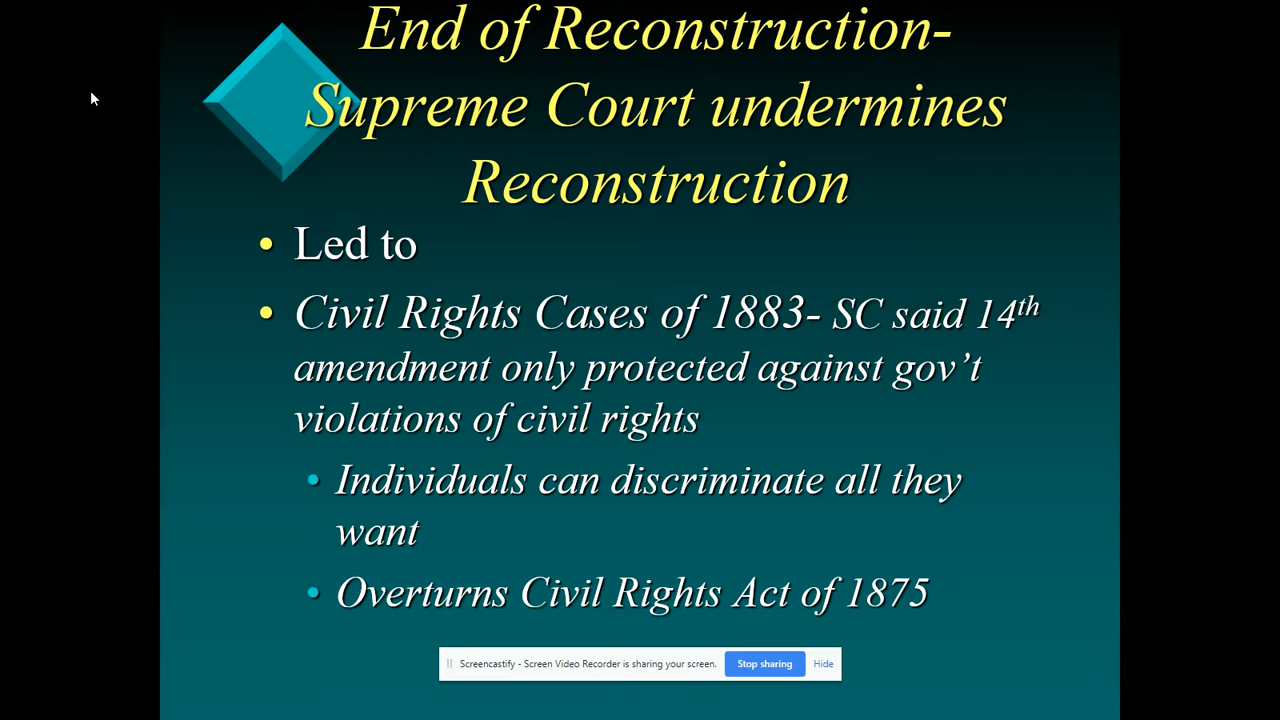 End of Reconstruction-
Supreme Court undermines
Reconstruction
• Led to
• Civil Rights Cases of 1883- SC said 14th
amendment only protected against gov’t
violations of civil rights
• Individuals can discriminate all they
want
• Overturns Civil Rights Act of 1875
Screencastify - Screen Video Recorder is sharing your screen. Stop sharing Hide